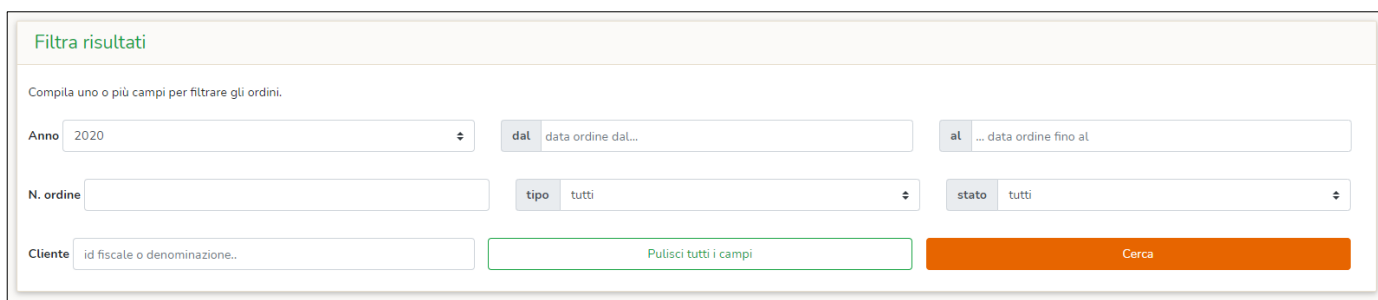 Filtra risultati
Compila uno o più campi per filtrare gli ordini.
Anno 2020 dal data ordine dal... al ... data ordine fino al
N. ordine tipo tutti stato tutti
Cliente id fiscale o denominazione.. Pulisci tutti i campi Cerca